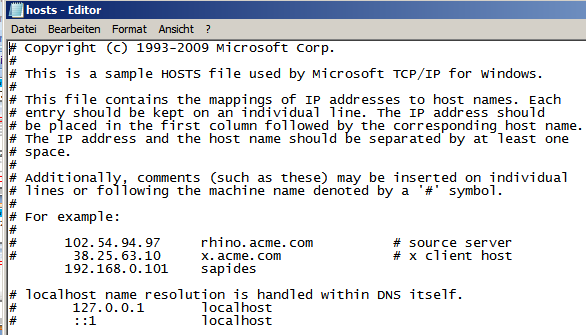 hosts - Editor
Datei Bearbeiten Format Ansicht ?
# Copyright (c) 1993-2009 Microsoft Corp.
#
# This is a sample HOSTS file used by Microsoft TCP/IP for Windows.
#
# This file contains the mappings of IP addresses to host names. Each
# entry should be kept on an individual line. The IP address should
# be placed in the first column followed by the corresponding host name.
# The IP address and the host name should be separated by at least one
# space.
#
# Additionally, comments (such as these) may be inserted on individual
# lines or following the machine name denoted by a '#' symbol.
#
# For example:
#
#      102.54.94.97     rhino.acme.com          # source server
#       38.25.63.10     x.acme.com              # x client host
       192.168.0.101    sapides

# localhost name resolution is handled within DNS itself.
#       127.0.0.1       localhost
#       ::1             localhost